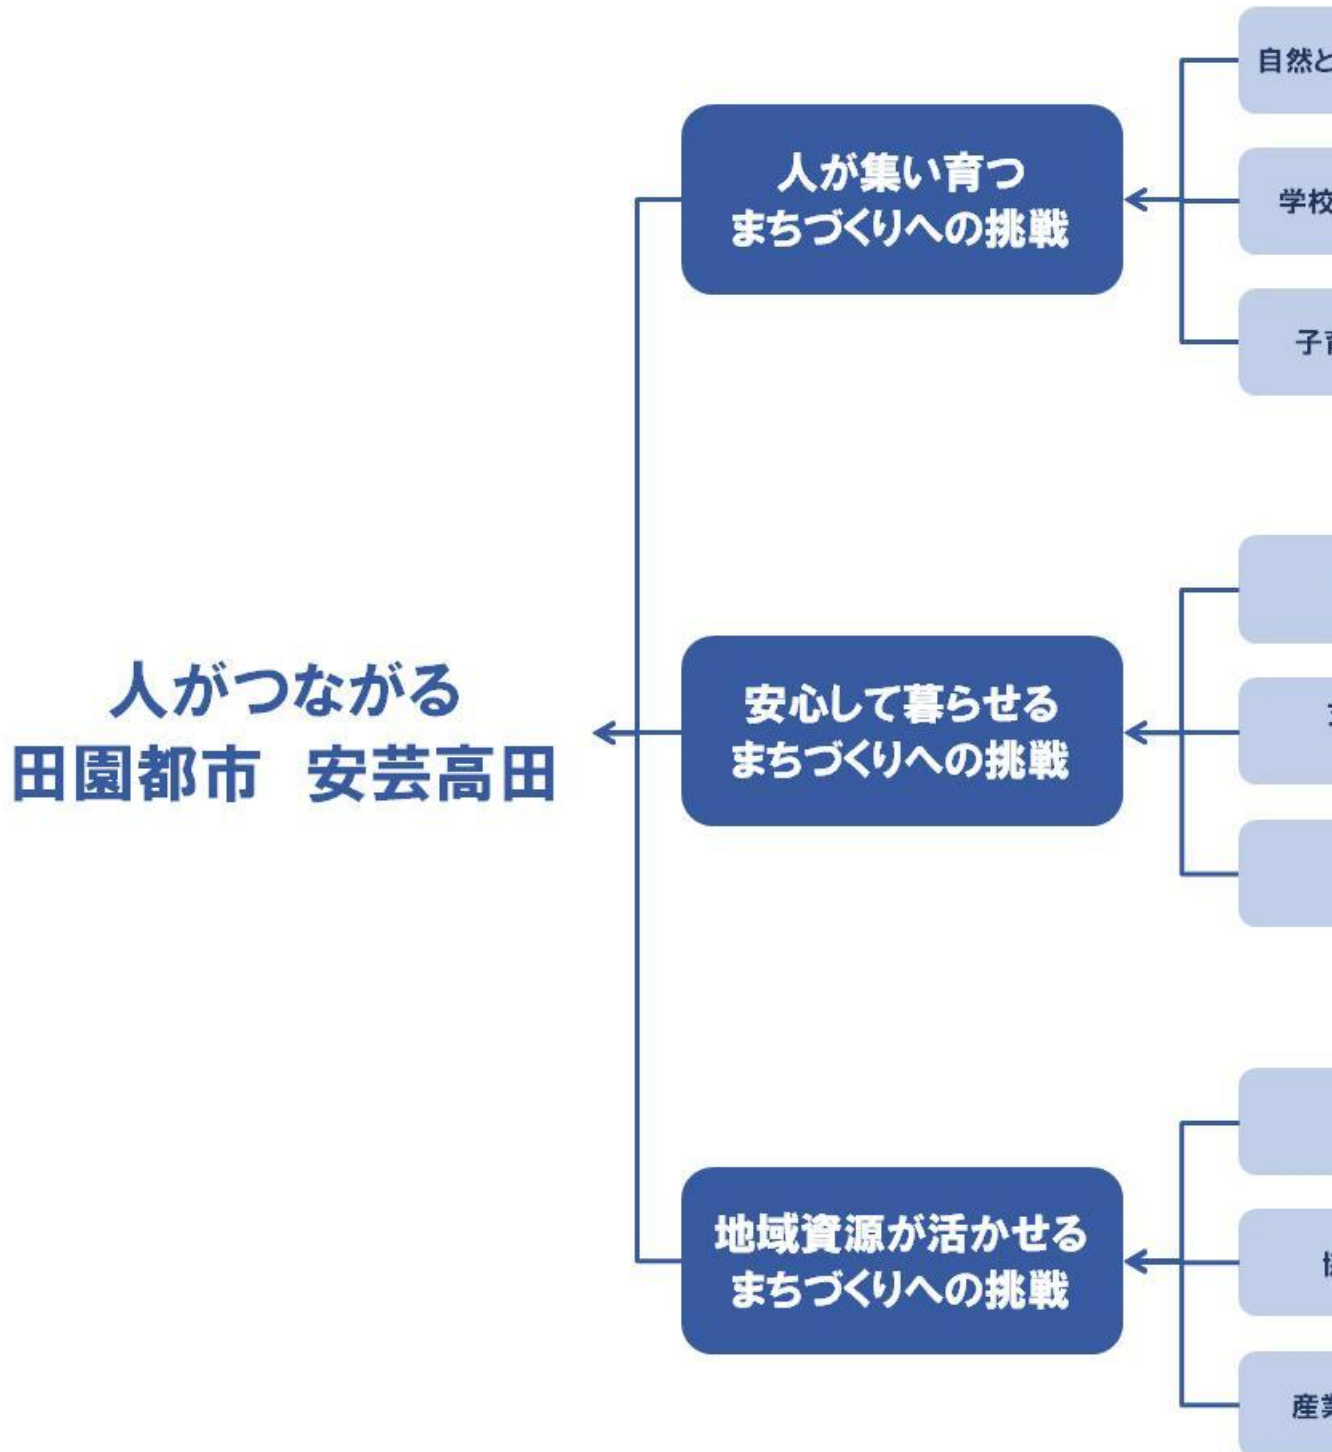 人がつながる
田園都市　安芸高田
人が集い育つ
まちづくりへの挑戦
安心して暮らせる
まちづくりへの挑戦
地域資源が活かせる
まちづくりへの挑戦
自然と
学校
子
産